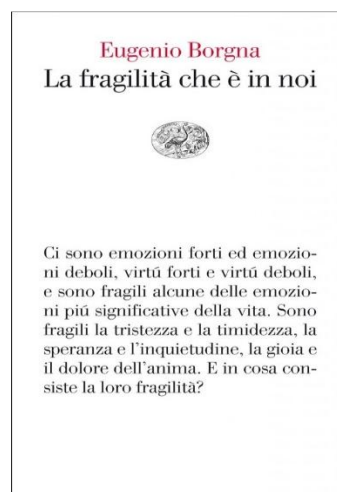 Eugenio Borgna
La fragilità che è in noi
Ci sono emozioni forti ed emozio-
ni deboli, virtú forti e virtú deboli,
e sono fragili alcune delle emozio-
ni piú significative della vita. Sono
fragili la tristezza e la timidezza, la
speranza e l'inquietudine, la gioia e
il dolore dell'anima. E in cosa con-
siste la loro fragilità?